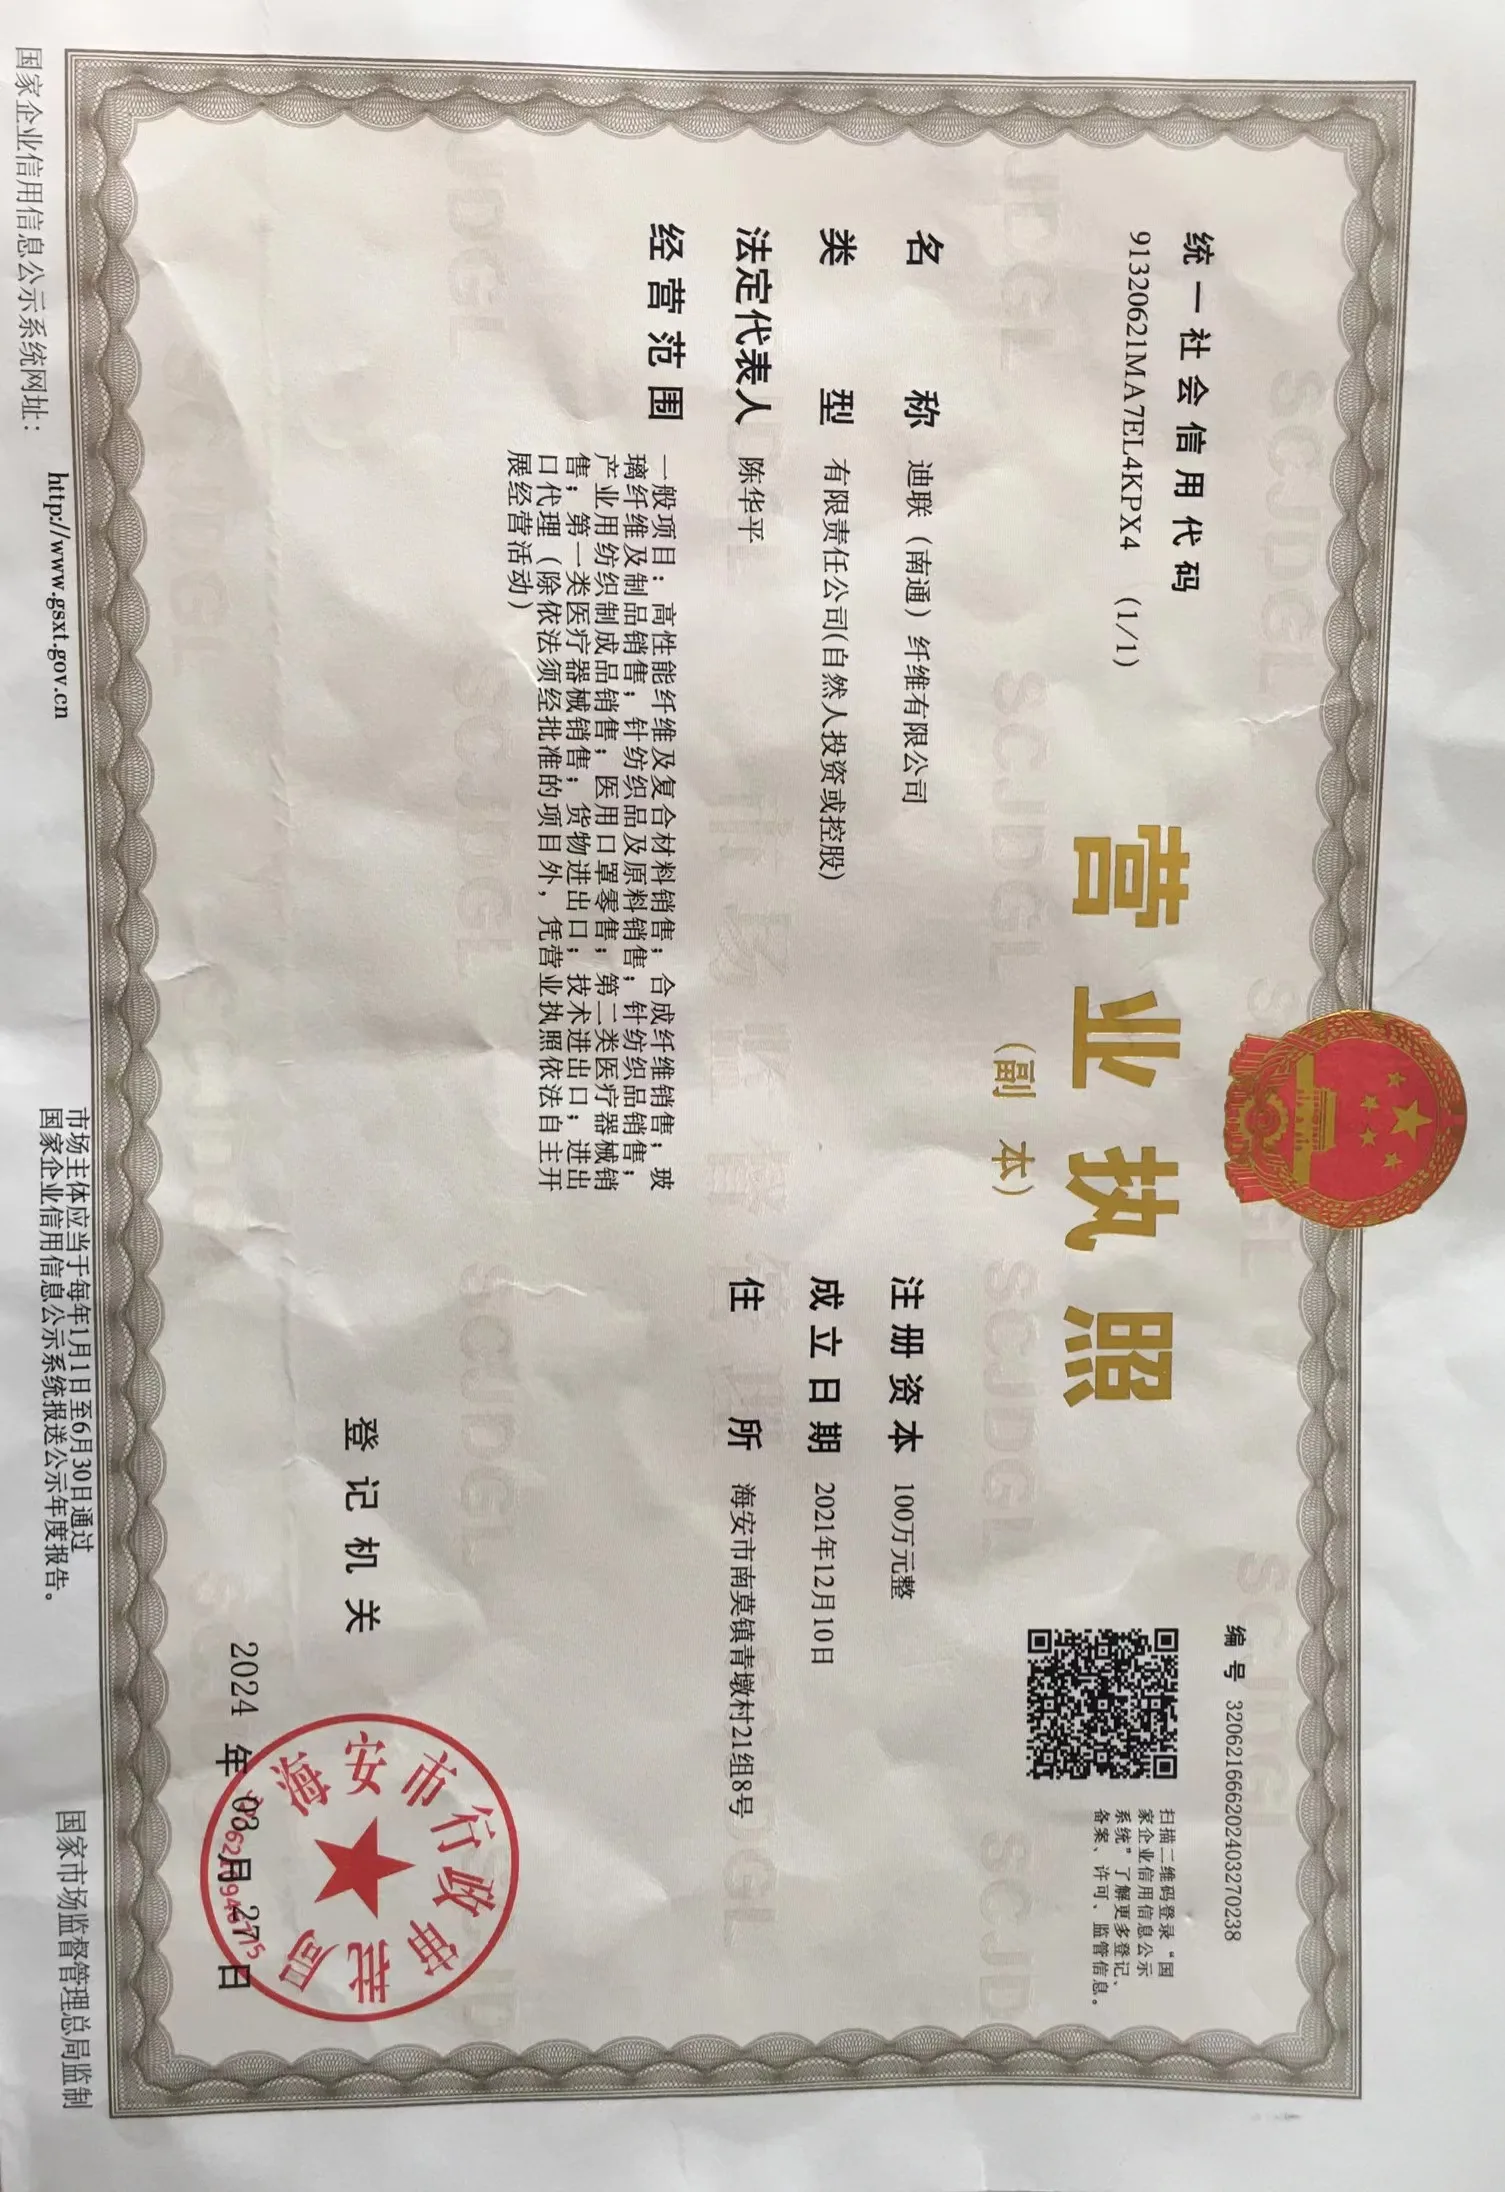 编 号 320621666202403270238
统一社会信用代码
91320621MA7EL4KPX4 (1/1)
营业执照
(副 本)
扫描二维码登录“国
家企业信用信息公示
系统”了解更多登记、
备案、许可、监管信息。
名 称 迪联（南通）纤维有限公司
类 型 有限责任公司(自然人投资或控股)
法定代表人 陈华平
经营范围 一般项目：高性能纤维及复合材料销售；合成纤维销售；玻
璃纤维及制品销售；针纺织品及原料销售；针纺织品销售；
产业用纺织制成品销售；医用口罩零售；第二类医疗器械销
售；第一类医疗器械销售；货物进出口；技术进出口；进出
口代理（除依法须经批准的项目外，凭营业执照依法自主开
展经营活动）
注册资本 100万元整
成立日期 2021年12月10日
住 所 海安市南莫镇青墩村21组8号
登记机关
海安市行政审批局
2024 年 03 月 27 日
国家企业信用信息公示系统网址：
http://www.gsxt.gov.cn
市场主体应当于每年1月1日至6月30日通过
国家企业信用信息公示系统报送公示年度报告。
国家市场监督管理总局监制